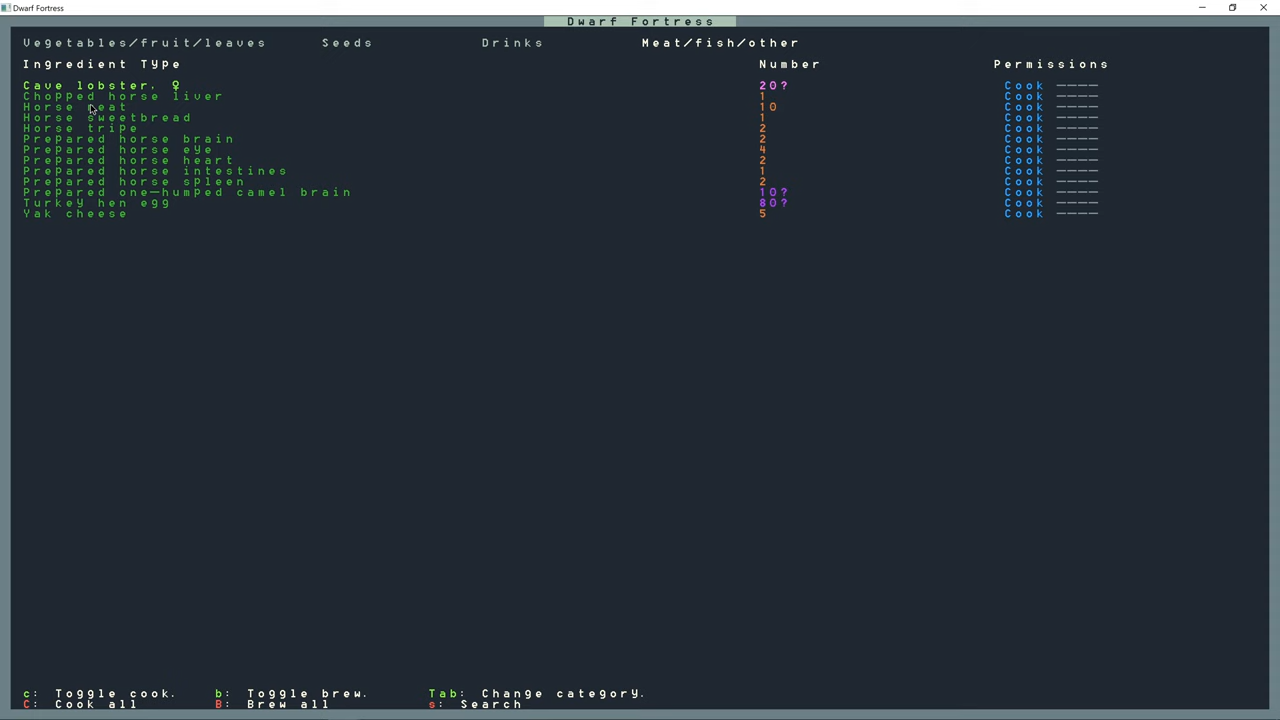 Dwarf Fortress
Dwarf Fortress
Vegetables/fruit/leaves Seeds Drinks Meat/fish/other
Ingredient Type Number Permissions
Cave lobster, ♀ 20? Cook ————
Chopped horse liver 1 Cook ————
Horse meat 10 Cook ————
Horse sweetbread 1 Cook ————
Horse tripe 2 Cook ————
Prepared horse brain 2 Cook ————
Prepared horse eye 4 Cook ————
Prepared horse heart 2 Cook ————
Prepared horse intestines 1 Cook ————
Prepared horse spleen 2 Cook ————
Prepared one—humped camel brain 10? Cook ————
Turkey hen egg 80? Cook ————
Yak cheese 5 Cook ————
c: Toggle cook. b: Toggle brew. Tab: Change category.
C: Cook all B: Brew all s: Search